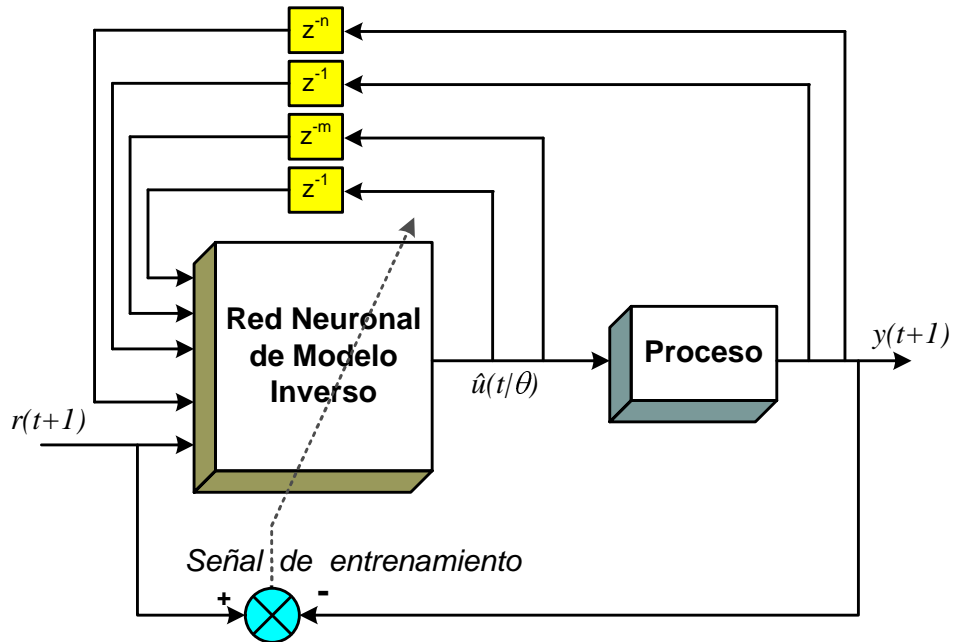 z⁻ⁿ
z⁻¹
z⁻ᵐ
z⁻¹
Red Neuronal
de Modelo
Inverso
Proceso
y(t+1)
û(t/θ)
r(t+1)
Señal de entrenamiento
+
-